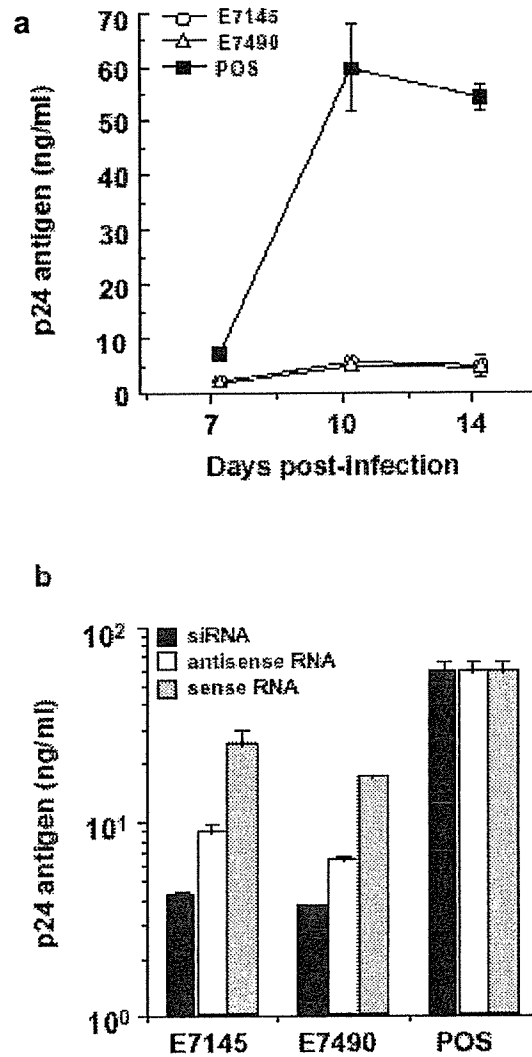 a
E7145
E7490
POS
70
60
50
40
30
20
10
0
p24 antigen (ng/ml)
7 10 14
Days post-infection
b
siRNA
antisense RNA
sense RNA
10²
10¹
10⁰
p24 antigen (ng/ml)
E7145 E7490 POS